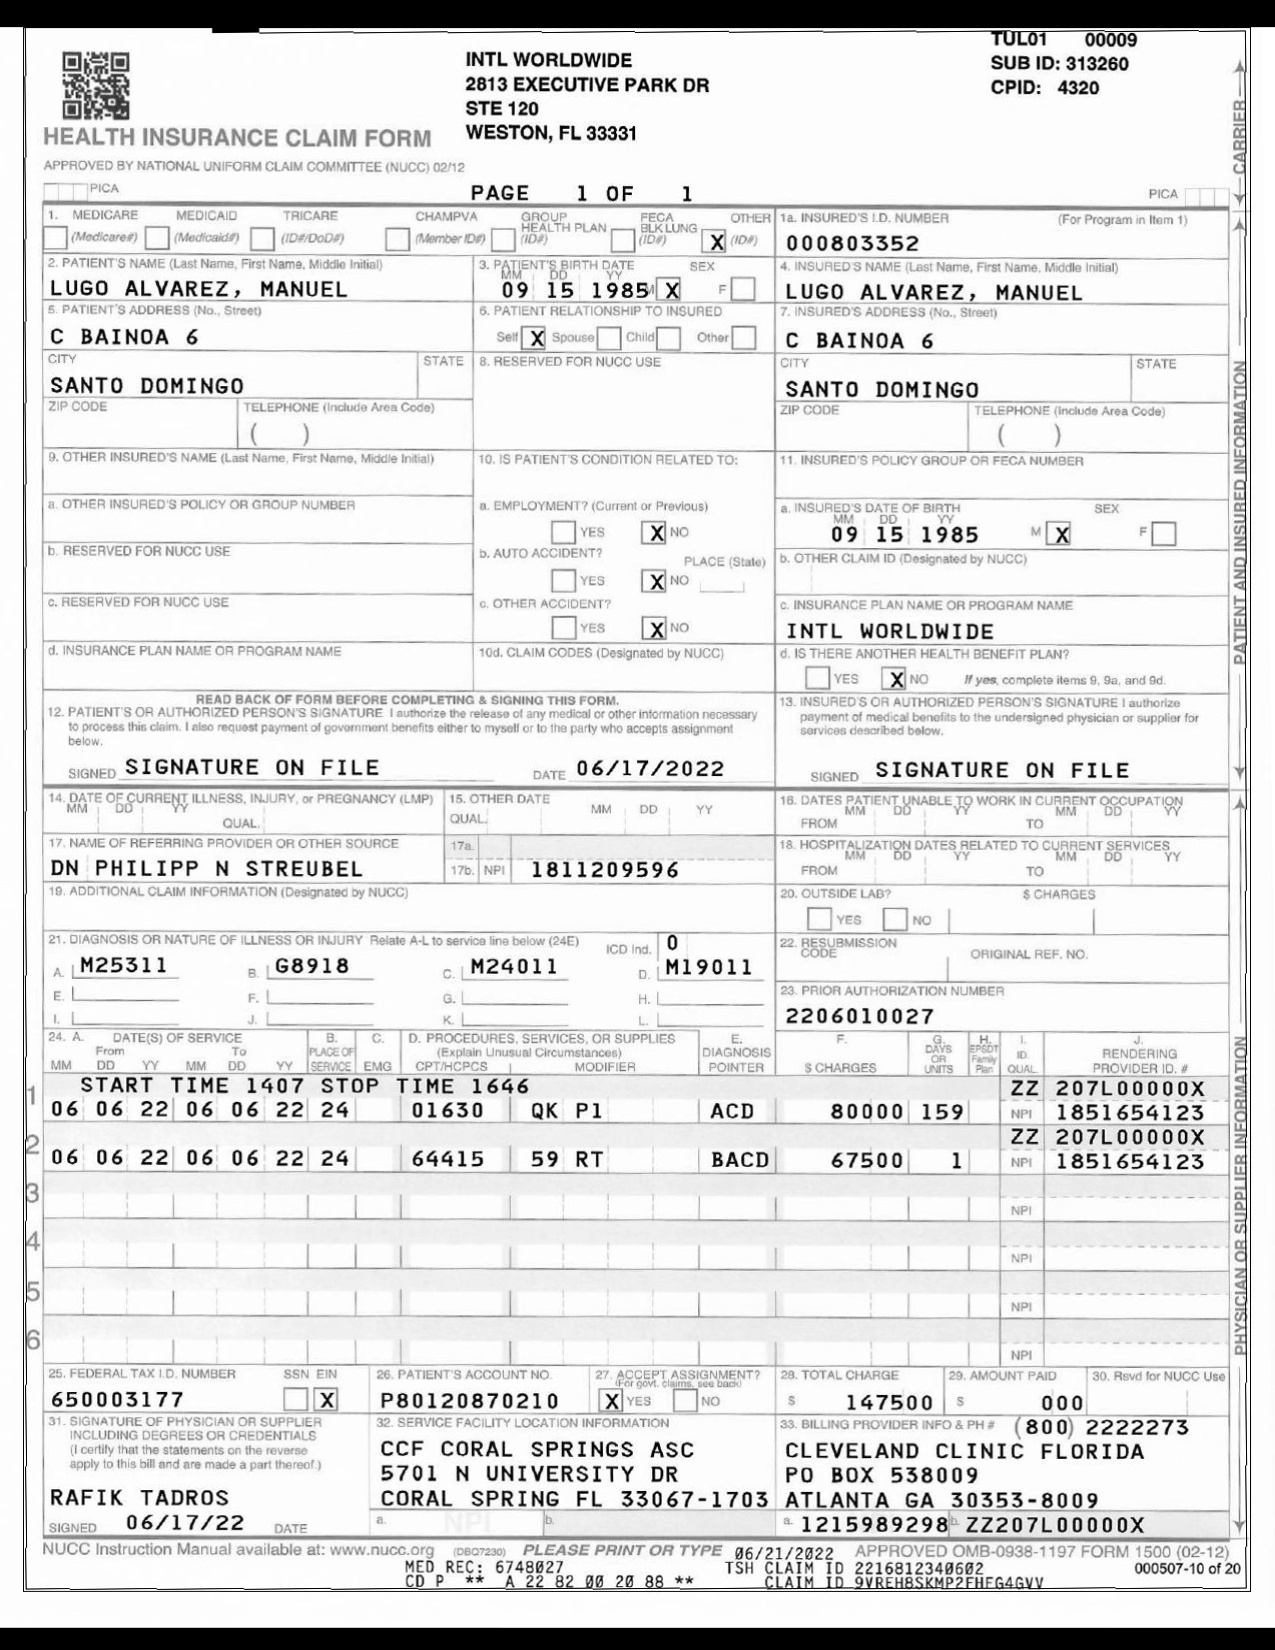 TUL01 00009
INTL WORLDWIDE
SUB ID: 313260
2813 EXECUTIVE PARK DR
CPID: 4320
STE 120
WESTON, FL 33331
HEALTH INSURANCE CLAIM FORM
APPROVED BY NATIONAL UNIFORM CLAIM COMMITTEE (NUCC) 02/12
PICA
PAGE 1 OF 1
PICA
CARRIER
1. MEDICARE MEDICAID TRICARE CHAMPVA GROUP HEALTH PLAN FECA BLK LUNG OTHER
(Medicare#) (Medicaid#) (ID#/DoD#) (Member ID#) (ID#) (ID#) X (ID#)
1a. INSURED'S I.D. NUMBER (For Program in Item 1)
000803352
2. PATIENT'S NAME (Last Name, First Name, Middle Initial)
LUGO ALVAREZ, MANUEL
3. PATIENT'S BIRTH DATE SEX
MM DD YY
09 15 1985 M X F
4. INSURED'S NAME (Last Name, First Name, Middle Initial)
LUGO ALVAREZ, MANUEL
5. PATIENT'S ADDRESS (No., Street)
C BAINOA 6
6. PATIENT RELATIONSHIP TO INSURED
Self X Spouse Child Other
7. INSURED'S ADDRESS (No., Street)
C BAINOA 6
CITY STATE
SANTO DOMINGO
8. RESERVED FOR NUCC USE
CITY STATE
SANTO DOMINGO
ZIP CODE TELEPHONE (Include Area Code)
( )
ZIP CODE TELEPHONE (Include Area Code)
( )
9. OTHER INSURED'S NAME (Last Name, First Name, Middle Initial)
10. IS PATIENT'S CONDITION RELATED TO:
11. INSURED'S POLICY GROUP OR FECA NUMBER
a. OTHER INSURED'S POLICY OR GROUP NUMBER
a. EMPLOYMENT? (Current or Previous)
YES X NO
a. INSURED'S DATE OF BIRTH SEX
MM DD YY
09 15 1985 M X F
b. RESERVED FOR NUCC USE
b. AUTO ACCIDENT? PLACE (State)
YES X NO
b. OTHER CLAIM ID (Designated by NUCC)
c. RESERVED FOR NUCC USE
c. OTHER ACCIDENT?
YES X NO
c. INSURANCE PLAN NAME OR PROGRAM NAME
INTL WORLDWIDE
d. INSURANCE PLAN NAME OR PROGRAM NAME
10d. CLAIM CODES (Designated by NUCC)
d. IS THERE ANOTHER HEALTH BENEFIT PLAN?
YES X NO If yes, complete items 9, 9a, and 9d.
PATIENT AND INSURED INFORMATION
READ BACK OF FORM BEFORE COMPLETING & SIGNING THIS FORM.
12. PATIENT'S OR AUTHORIZED PERSON'S SIGNATURE I authorize the release of any medical or other information necessary
to process this claim. I also request payment of government benefits either to myself or to the party who accepts assignment
below.
SIGNED SIGNATURE ON FILE DATE 06/17/2022
13. INSURED'S OR AUTHORIZED PERSON'S SIGNATURE I authorize
payment of medical benefits to the undersigned physician or supplier for
services described below.
SIGNED SIGNATURE ON FILE
14. DATE OF CURRENT ILLNESS, INJURY, or PREGNANCY (LMP)
MM DD YY
QUAL.
15. OTHER DATE
QUAL. MM DD YY
16. DATES PATIENT UNABLE TO WORK IN CURRENT OCCUPATION
MM DD YY MM DD YY
FROM TO
17. NAME OF REFERRING PROVIDER OR OTHER SOURCE
DN PHILIPP N STREUBEL
17a.
17b. NPI 1811209596
18. HOSPITALIZATION DATES RELATED TO CURRENT SERVICES
MM DD YY MM DD YY
FROM TO
19. ADDITIONAL CLAIM INFORMATION (Designated by NUCC)
20. OUTSIDE LAB? $ CHARGES
YES NO
21. DIAGNOSIS OR NATURE OF ILLNESS OR INJURY Relate A-L to service line below (24E) ICD Ind. 0
A. M25311 B. G8918 C. M24011 D. M19011
E. F. G. H.
I. J. K. L.
22. RESUBMISSION CODE ORIGINAL REF. NO.
23. PRIOR AUTHORIZATION NUMBER
2206010027
24. A. DATE(S) OF SERVICE B. C. D. PROCEDURES, SERVICES, OR SUPPLIES E. F. G. H. I. J.
From To PLACE OF (Explain Unusual Circumstances) DIAGNOSIS DAYS OR EPSDT Family ID. RENDERING
MM DD YY MM DD YY SERVICE EMG CPT/HCPCS MODIFIER POINTER $ CHARGES UNITS Plan QUAL. PROVIDER ID. #
START TIME 1407 STOP TIME 1646 ZZ 207L00000X
1 06 06 22 06 06 22 24 01630 QK P1 ACD 80000 159 NPI 1851654123
ZZ 207L00000X
2 06 06 22 06 06 22 24 64415 59 RT BACD 67500 1 NPI 1851654123
3 NPI
4 NPI
5 NPI
6 NPI
PHYSICIAN OR SUPPLIER INFORMATION
25. FEDERAL TAX I.D. NUMBER SSN EIN
650003177 X
26. PATIENT'S ACCOUNT NO.
P80120870210
27. ACCEPT ASSIGNMENT?
(For govt. claims, see back)
X YES NO
28. TOTAL CHARGE
$ 147500
29. AMOUNT PAID
$ 000
30. Rsvd for NUCC Use
31. SIGNATURE OF PHYSICIAN OR SUPPLIER
INCLUDING DEGREES OR CREDENTIALS
(I certify that the statements on the reverse
apply to this bill and are made a part thereof.)
RAFIK TADROS
SIGNED 06/17/22 DATE
32. SERVICE FACILITY LOCATION INFORMATION
CCF CORAL SPRINGS ASC
5701 N UNIVERSITY DR
CORAL SPRING FL 33067-1703
a. NPI b.
33. BILLING PROVIDER INFO & PH # (800) 2222273
CLEVELAND CLINIC FLORIDA
PO BOX 538009
ATLANTA GA 30353-8009
a. 1215989298 b. ZZ207L00000X
NUCC Instruction Manual available at: www.nucc.org (DBQ7230) PLEASE PRINT OR TYPE 06/21/2022 APPROVED OMB-0938-1197 FORM 1500 (02-12)
MED REC: 6748027 TSH CLAIM ID 2216812340602 000507-10 of 20
CD P ** A 22 82 00 20 88 ** CLAIM ID 9VREH8SKMP2FHFG4GVV